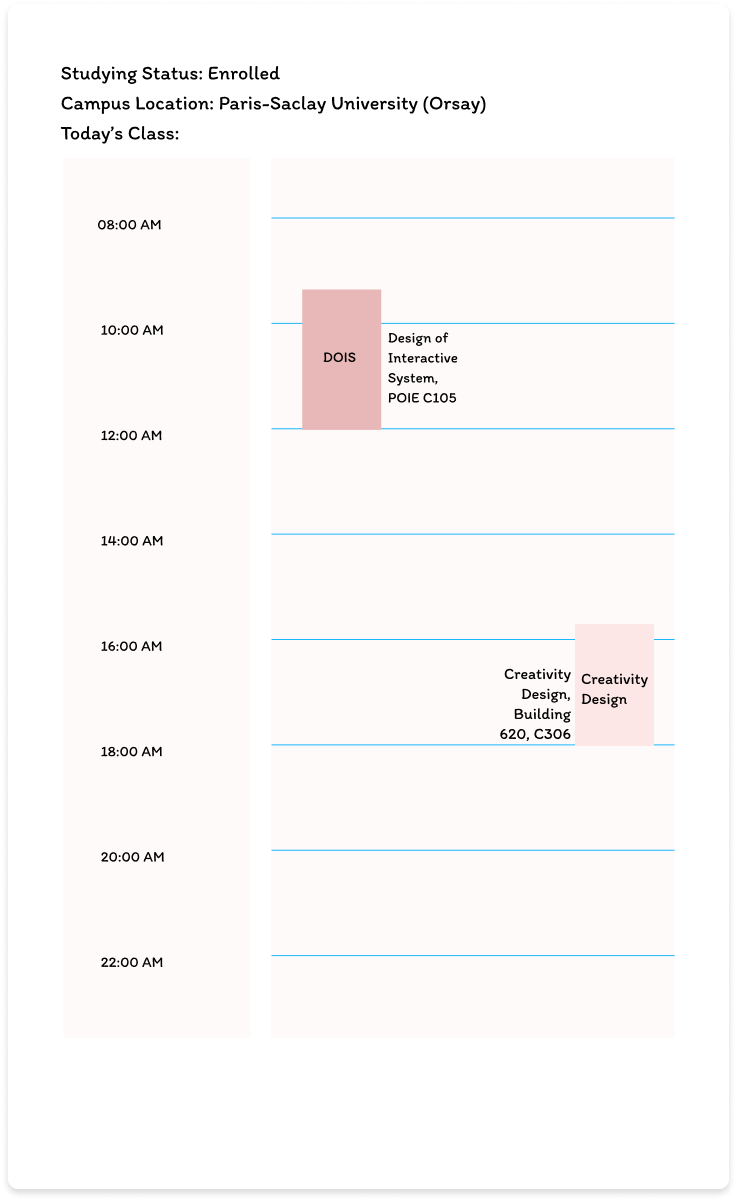 Studying Status: Enrolled
Campus Location: Paris-Saclay University (Orsay)
Today’s Class:
08:00 AM
10:00 AM
DOIS
Design of
Interactive
System,
POIE C105
12:00 AM
14:00 AM
16:00 AM
Creativity
Design,
Building
620, C306
Creativity
Design
18:00 AM
20:00 AM
22:00 AM